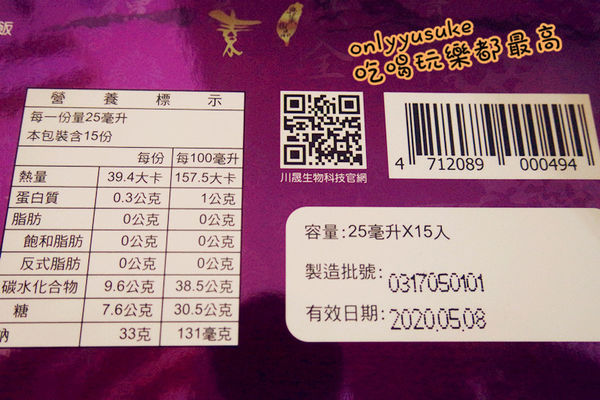 飯
素
onlyyusuke
吃喝玩樂都最高
營養標示
每一份量25毫升
本包裝含15份
每份 每100毫升
熱量 39.4大卡 157.5大卡
蛋白質 0.3公克 1公克
脂肪 0公克 0公克
飽和脂肪 0公克 0公克
反式脂肪 0公克 0公克
碳水化合物 9.6公克 38.5公克
糖 7.6公克 30.5公克
鈉 33克 131毫克
川晟生物科技官網
4 712089 000494
容量:25毫升X15入
製造批號: 0317050101
有效日期: 2020.05.08